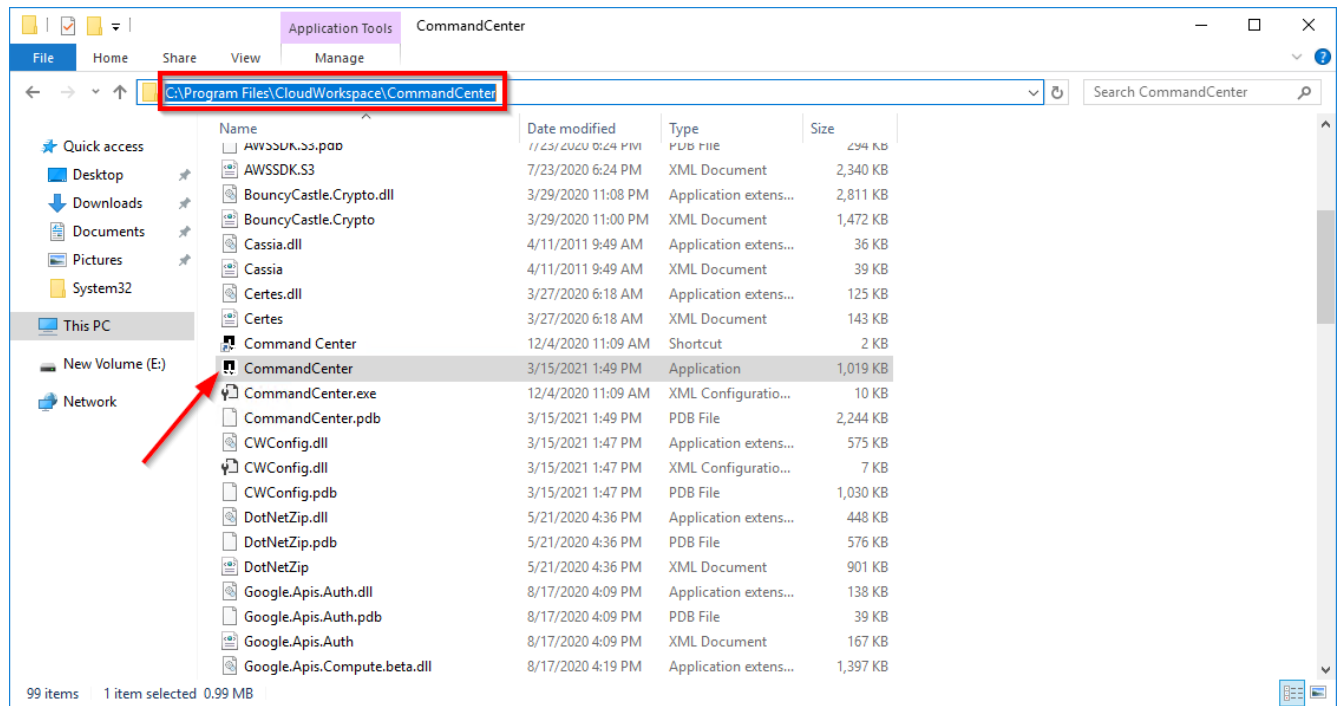 Application Tools CommandCenter
File Home Share View Manage
C:\Program Files\CloudWorkspace\CommandCenter Search CommandCenter
Name Date modified Type Size
Quick access
Desktop
Downloads
Documents
Pictures
System32
This PC
New Volume (E:)
Network
AWSSDK.S3.pdb 7/23/2020 6:24 PM PDB File 294 KB
AWSSDK.S3 7/23/2020 6:24 PM XML Document 2,340 KB
BouncyCastle.Crypto.dll 3/29/2020 11:08 PM Application extens... 2,811 KB
BouncyCastle.Crypto 3/29/2020 11:00 PM XML Document 1,472 KB
Cassia.dll 4/11/2011 9:49 AM Application extens... 36 KB
Cassia 4/11/2011 9:49 AM XML Document 39 KB
Certes.dll 3/27/2020 6:18 AM Application extens... 125 KB
Certes 3/27/2020 6:18 AM XML Document 143 KB
Command Center 12/4/2020 11:09 AM Shortcut 2 KB
CommandCenter 3/15/2021 1:49 PM Application 1,019 KB
CommandCenter.exe 12/4/2020 11:09 AM XML Configuratio... 10 KB
CommandCenter.pdb 3/15/2021 1:49 PM PDB File 2,244 KB
CWConfig.dll 3/15/2021 1:47 PM Application extens... 575 KB
CWConfig.dll 3/15/2021 1:47 PM XML Configuratio... 7 KB
CWConfig.pdb 3/15/2021 1:47 PM PDB File 1,030 KB
DotNetZip.dll 5/21/2020 4:36 PM Application extens... 448 KB
DotNetZip.pdb 5/21/2020 4:36 PM PDB File 576 KB
DotNetZip 5/21/2020 4:36 PM XML Document 901 KB
Google.Apis.Auth.dll 8/17/2020 4:09 PM Application extens... 138 KB
Google.Apis.Auth.pdb 8/17/2020 4:09 PM PDB File 39 KB
Google.Apis.Auth 8/17/2020 4:09 PM XML Document 167 KB
Google.Apis.Compute.beta.dll 8/17/2020 4:19 PM Application extens... 1,397 KB
99 items 1 item selected 0.99 MB